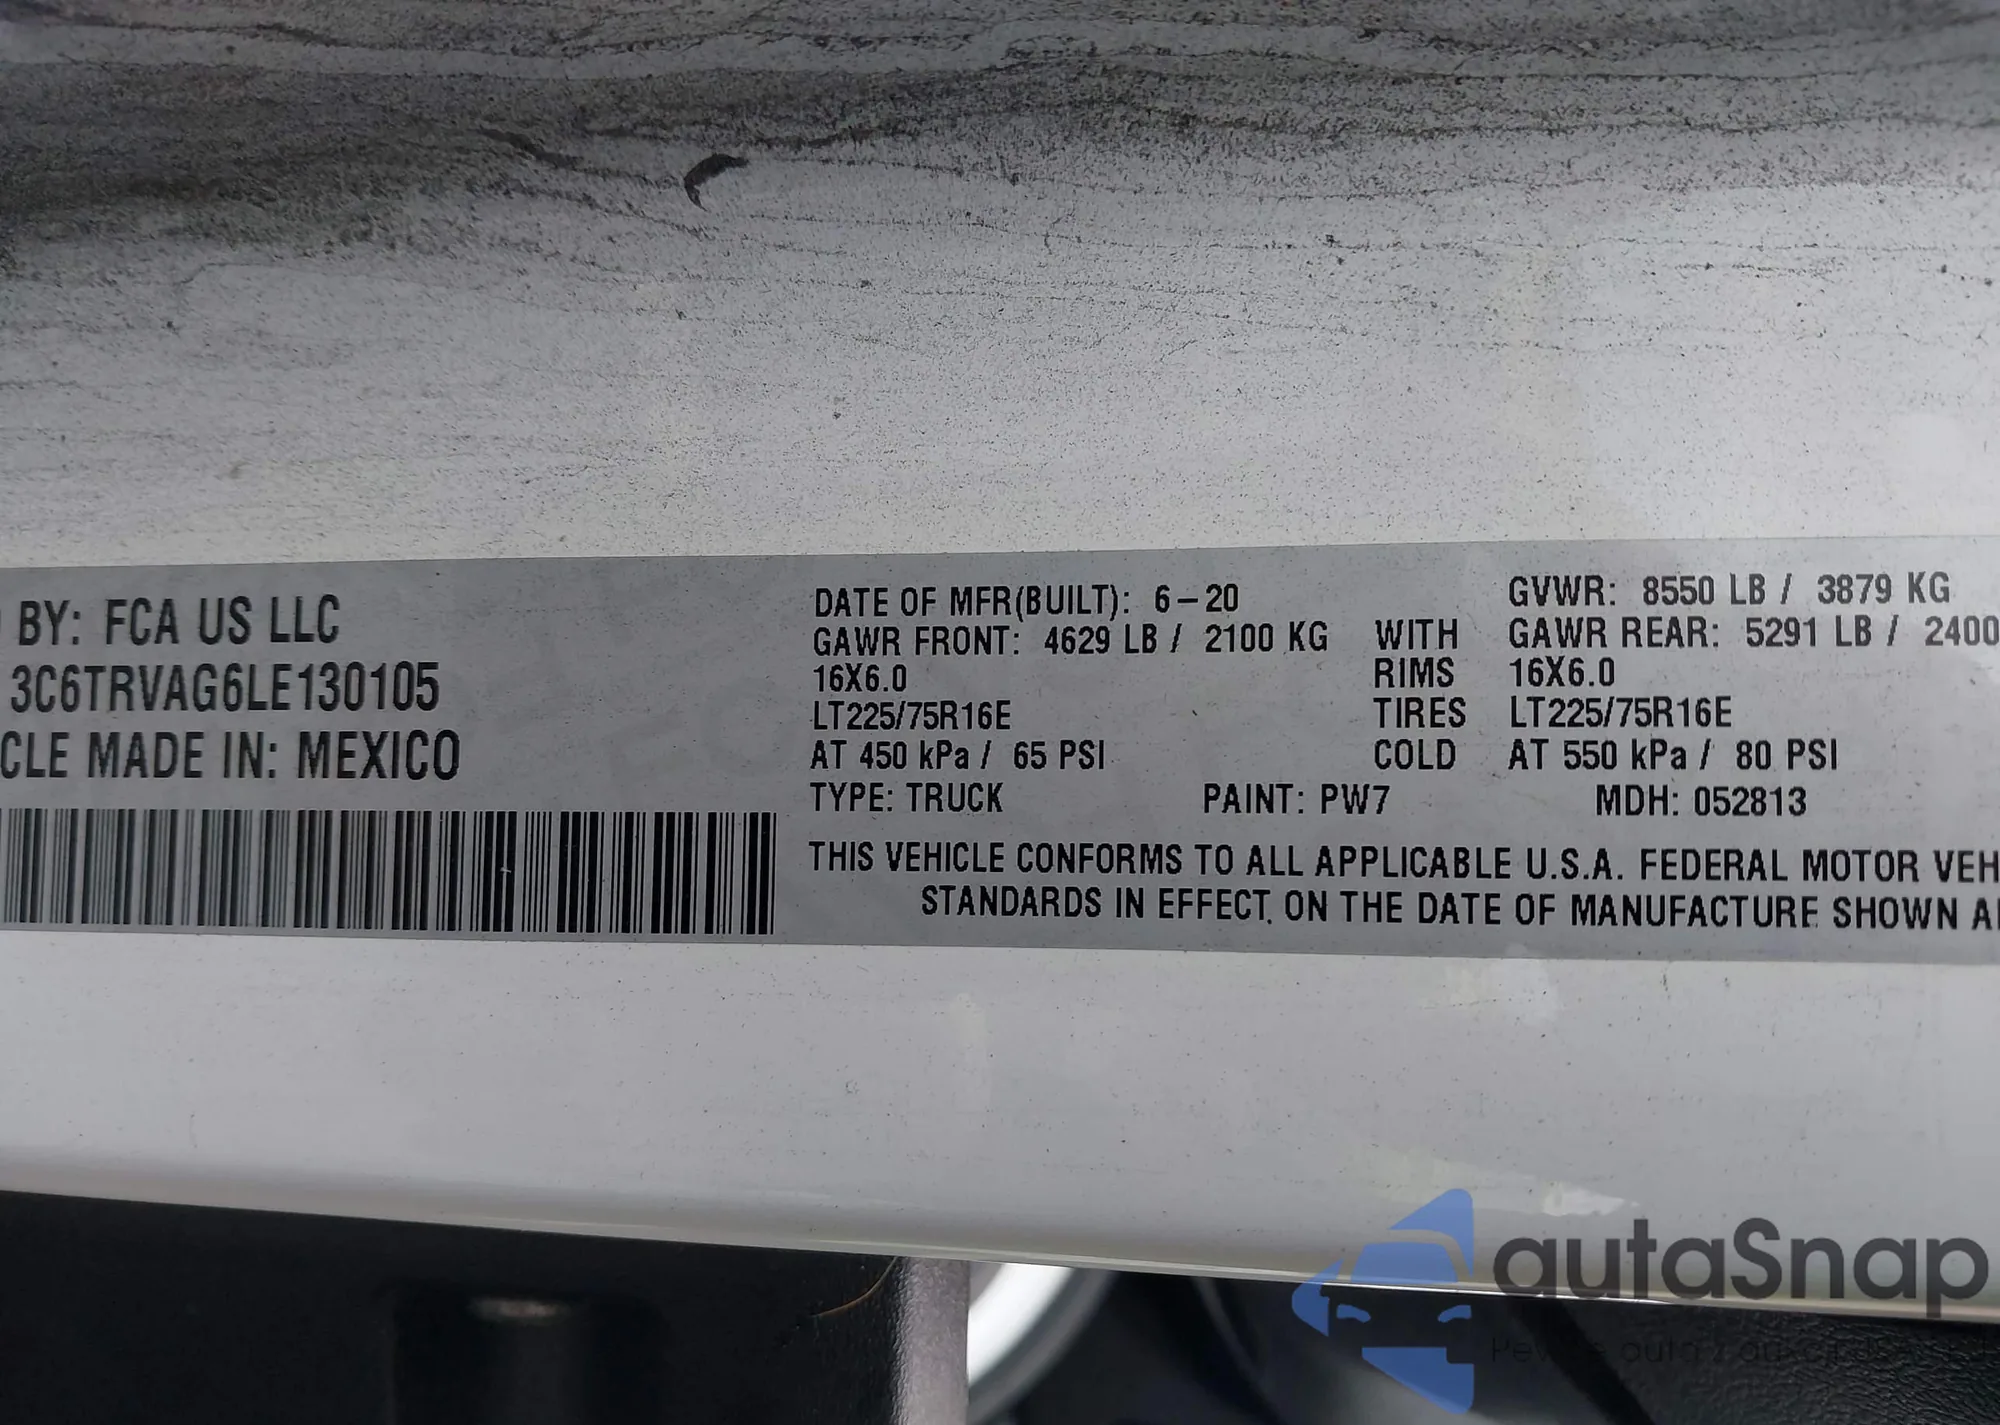 BY: FCA US LLC
3C6TRVAG6LE130105
CLE MADE IN: MEXICO
DATE OF MFR(BUILT): 6-20 GVWR: 8550 LB / 3879 KG
GAWR FRONT: 4629 LB / 2100 KG WITH GAWR REAR: 5291 LB / 2400
16X6.0 RIMS 16X6.0
LT225/75R16E TIRES LT225/75R16E
AT 450 kPa / 65 PSI COLD AT 550 kPa / 80 PSI
TYPE: TRUCK PAINT: PW7 MDH: 052813
THIS VEHICLE CONFORMS TO ALL APPLICABLE U.S.A. FEDERAL MOTOR VEH
STANDARDS IN EFFECT ON THE DATE OF MANUFACTURE SHOWN A
autaSnap